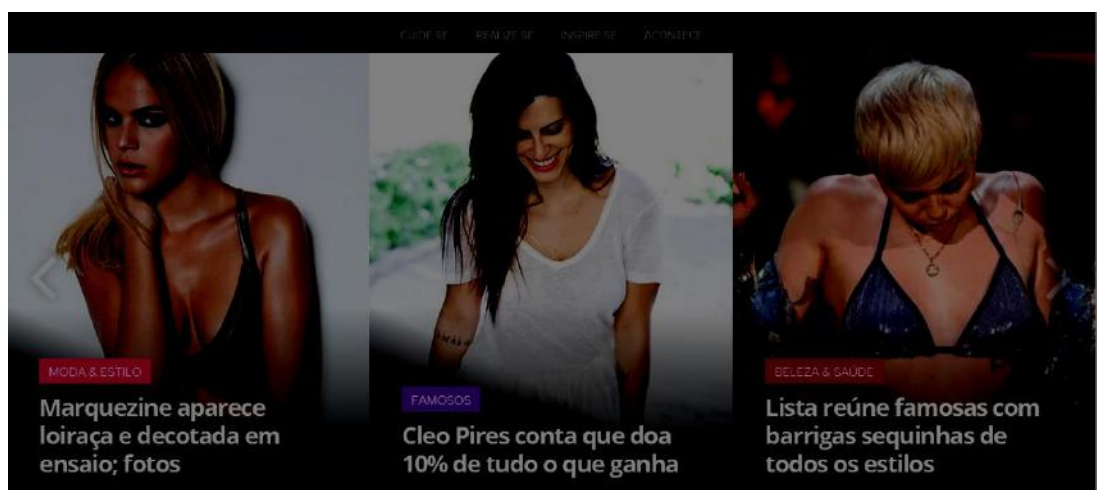 CUIDE-SE REALIZE-SE INSPIRE-SE ACONTECE
MODA & ESTILO
Marquezine aparece
loiraça e decotada em
ensaio; fotos
FAMOSOS
Cleo Pires conta que doa
10% de tudo o que ganha
BELEZA & SAÚDE
Lista reúne famosas com
barrigas sequinhas de
todos os estilos